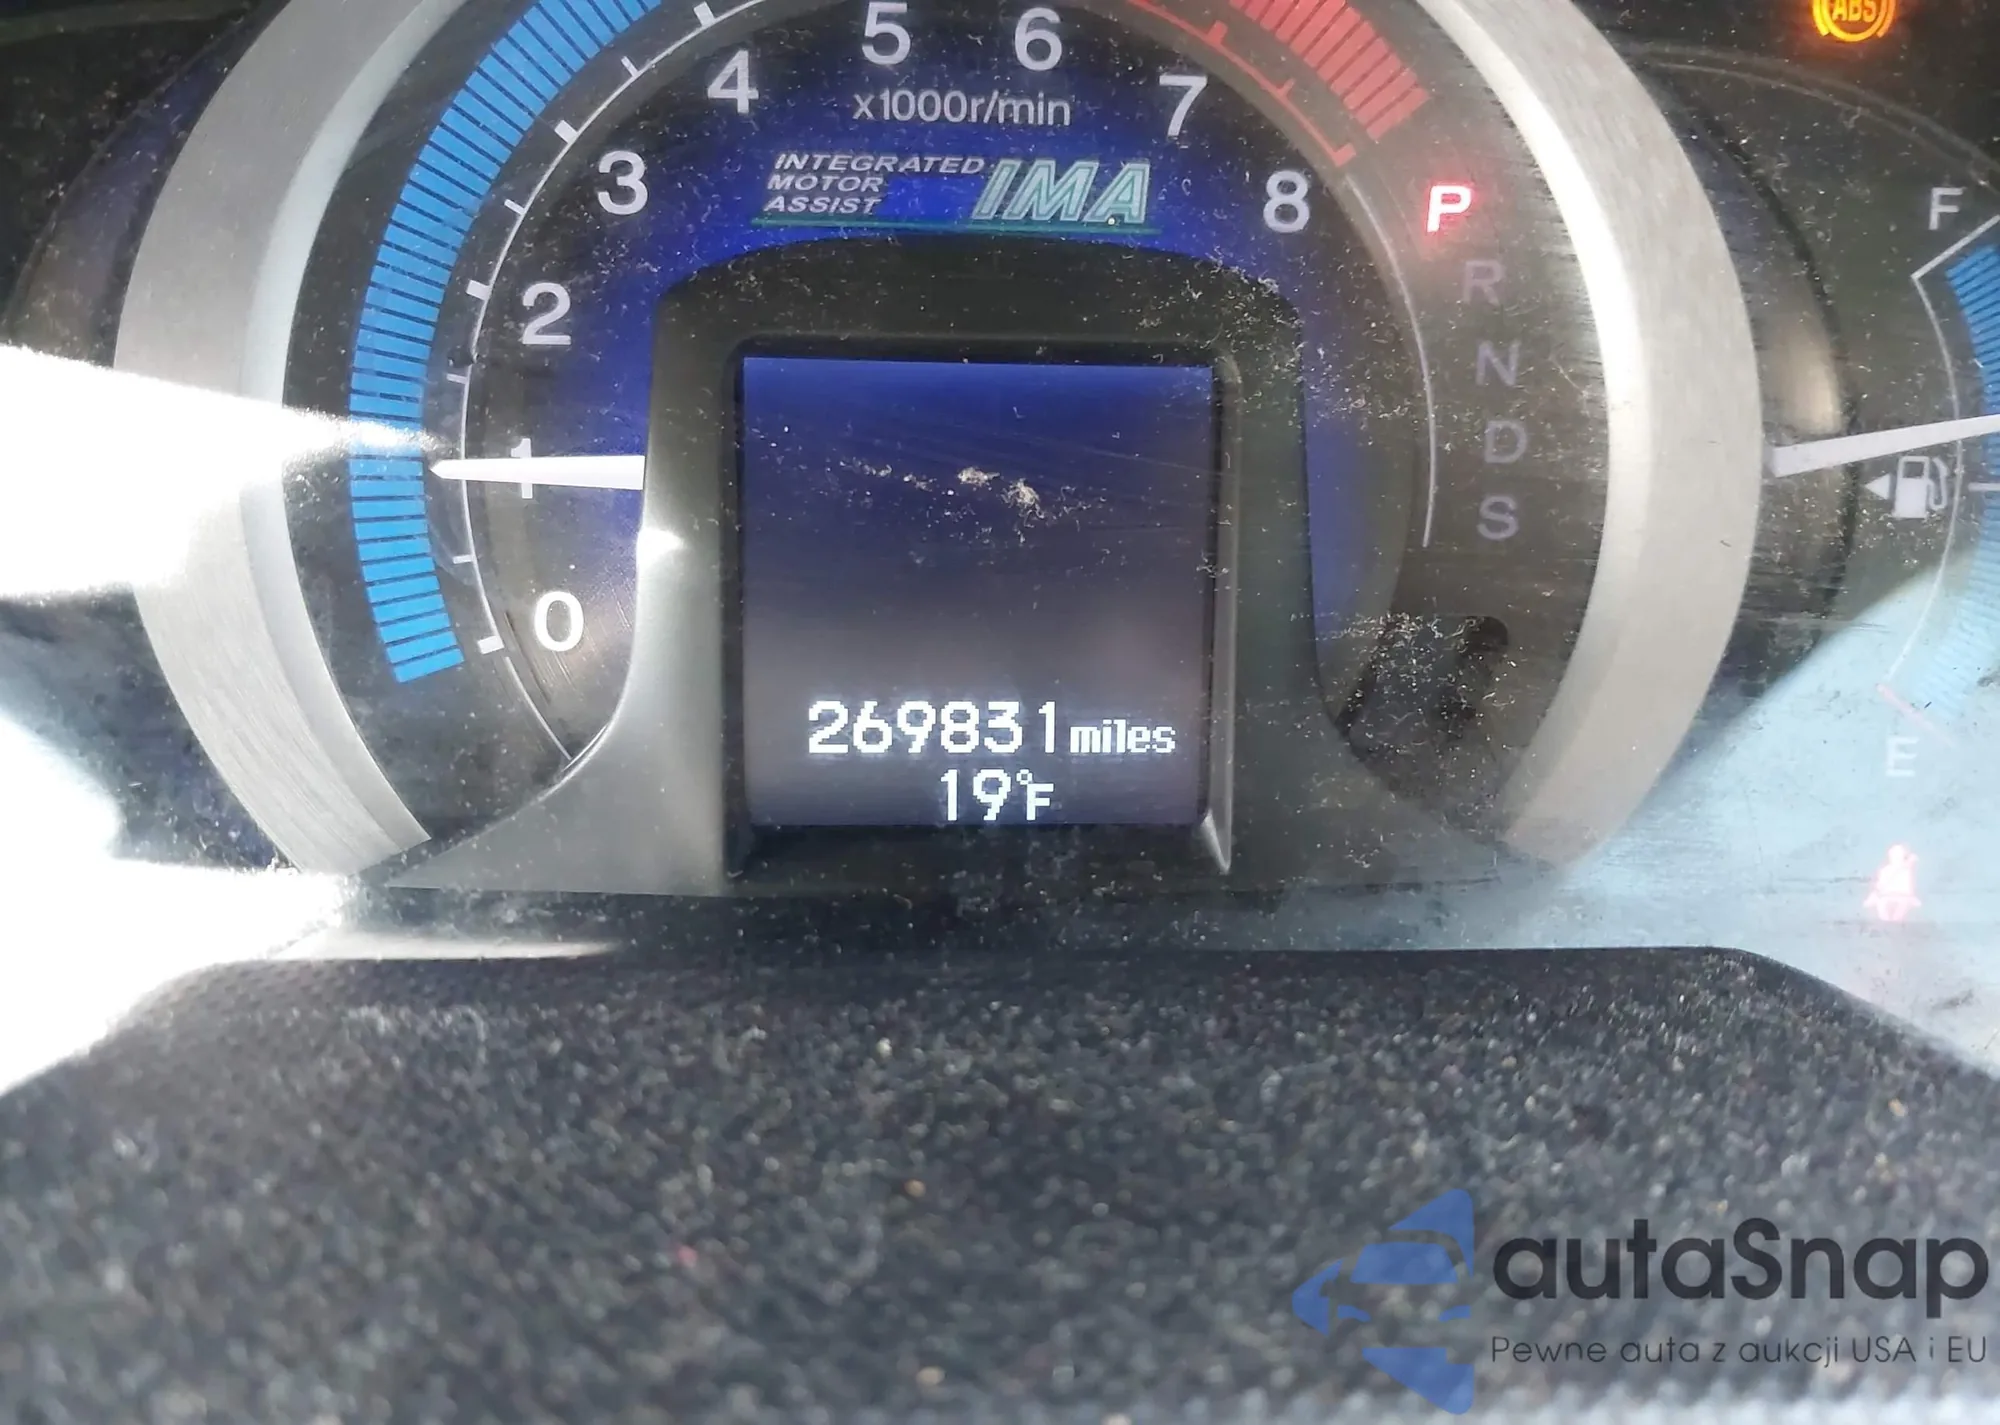 ABS
5 6
4 7
x1000r/min
3 8
INTEGRATED
MOTOR
ASSIST
IMA
P
F
R
2
N
1
D
S
0
269831 miles
19°F
E
autaSnap
Pewne auta z aukcji USA i EU